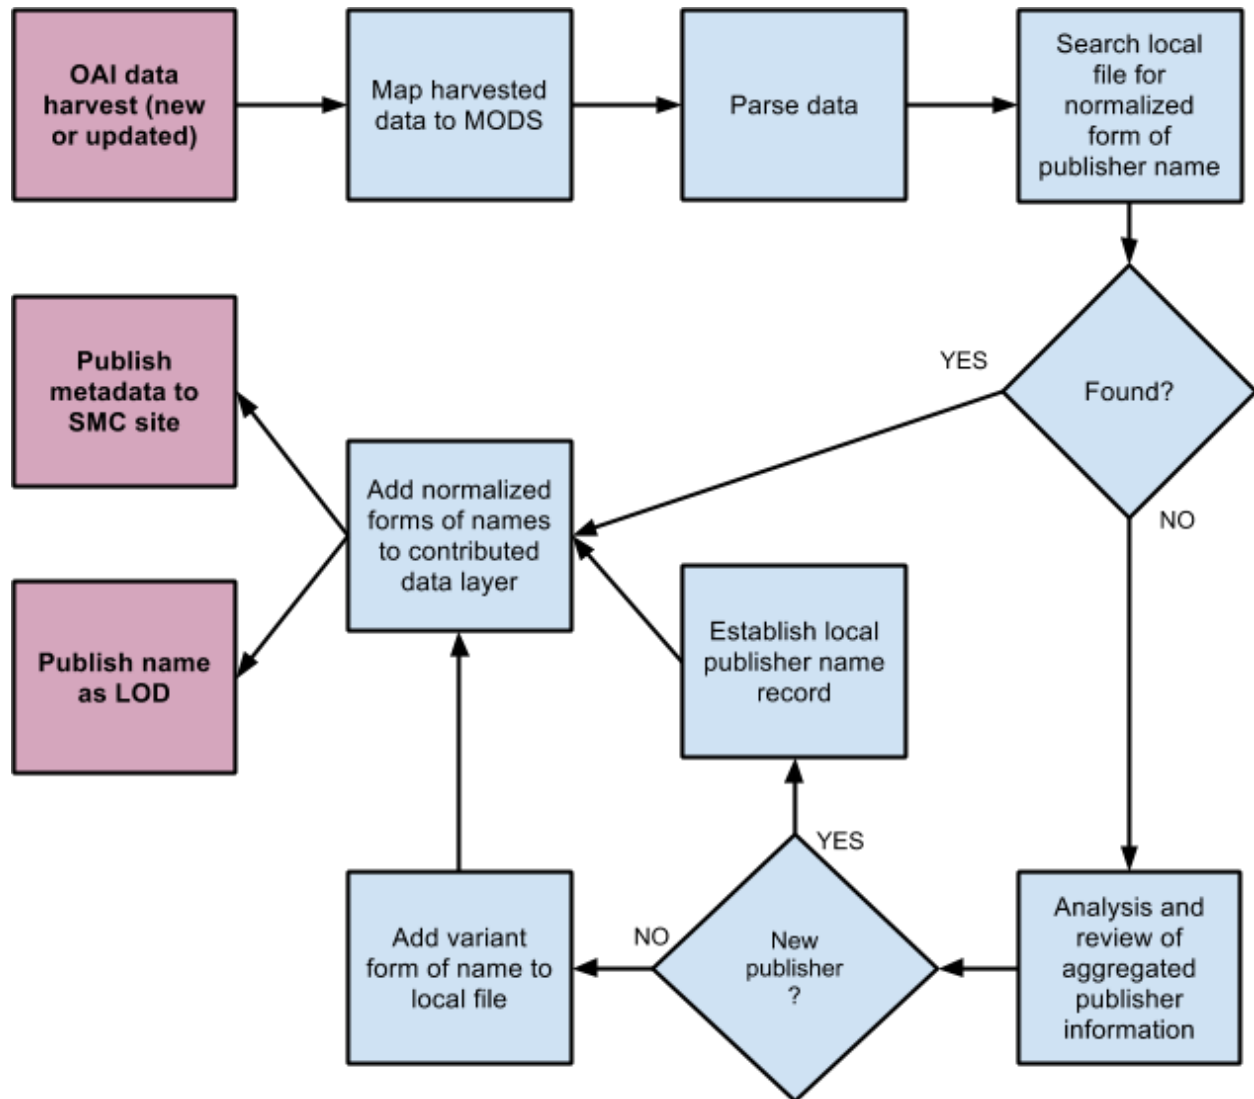 OAI data
harvest (new
or updated)
Map harvested
data to MODS
Parse data
Search local
file for
normalized
form of
publisher name
Found?
YES
NO
Publish
metadata to
SMC site
Add normalized
forms of names
to contributed
data layer
Publish name
as LOD
Establish local
publisher name
record
YES
NO
New
publisher
?
Add variant
form of name to
local file
Analysis and
review of
aggregated
publisher
information